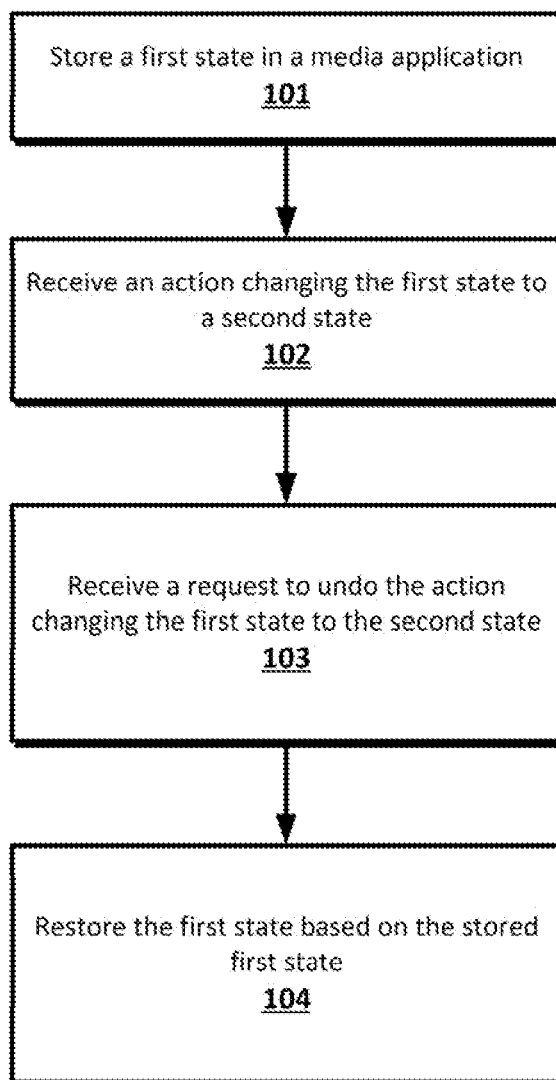 Store a first state in a media application
101
Receive an action changing the first state to
a second state
102
Receive a request to undo the action
changing the first state to the second state
103
Restore the first state based on the stored
first state
104